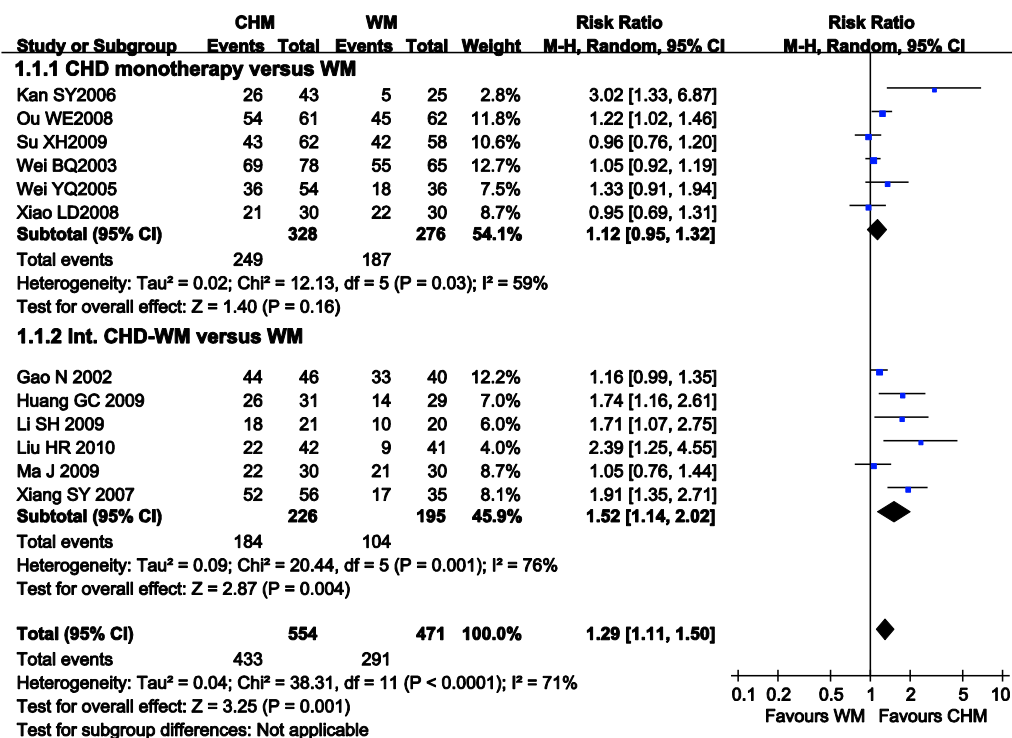 CHM WM Risk Ratio Risk Ratio
Study or Subgroup Events Total Events Total Weight M-H, Random, 95% CI M-H, Random, 95% CI
1.1.1 CHD monotherapy versus WM
Kan SY2006 26 43 5 25 2.8% 3.02 [1.33, 6.87]
Ou WE2008 54 61 45 62 11.8% 1.22 [1.02, 1.46]
Su XH2009 43 62 42 58 10.6% 0.96 [0.76, 1.20]
Wei BQ2003 69 78 55 65 12.7% 1.05 [0.92, 1.19]
Wei YQ2005 36 54 18 36 7.5% 1.33 [0.91, 1.94]
Xiao LD2008 21 30 22 30 8.7% 0.95 [0.69, 1.31]
Subtotal (95% CI) 328 276 54.1% 1.12 [0.95, 1.32]
Total events 249 187
Heterogeneity: Tau² = 0.02; Chi² = 12.13, df = 5 (P = 0.03); I² = 59%
Test for overall effect: Z = 1.40 (P = 0.16)
1.1.2 Int. CHD-WM versus WM
Gao N 2002 44 46 33 40 12.2% 1.16 [0.99, 1.35]
Huang GC 2009 26 31 14 29 7.0% 1.74 [1.16, 2.61]
Li SH 2009 18 21 10 20 6.0% 1.71 [1.07, 2.75]
Liu HR 2010 22 42 9 41 4.0% 2.39 [1.25, 4.55]
Ma J 2009 22 30 21 30 8.7% 1.05 [0.76, 1.44]
Xiang SY 2007 52 56 17 35 8.1% 1.91 [1.35, 2.71]
Subtotal (95% CI) 226 195 45.9% 1.52 [1.14, 2.02]
Total events 184 104
Heterogeneity: Tau² = 0.09; Chi² = 20.44, df = 5 (P = 0.001); I² = 76%
Test for overall effect: Z = 2.87 (P = 0.004)
Total (95% CI) 554 471 100.0% 1.29 [1.11, 1.50]
Total events 433 291
Heterogeneity: Tau² = 0.04; Chi² = 38.31, df = 11 (P < 0.0001); I² = 71%
Test for overall effect: Z = 3.25 (P = 0.001)
Test for subgroup differences: Not applicable
0.1 0.2 0.5 1 2 5 10
Favours WM Favours CHM